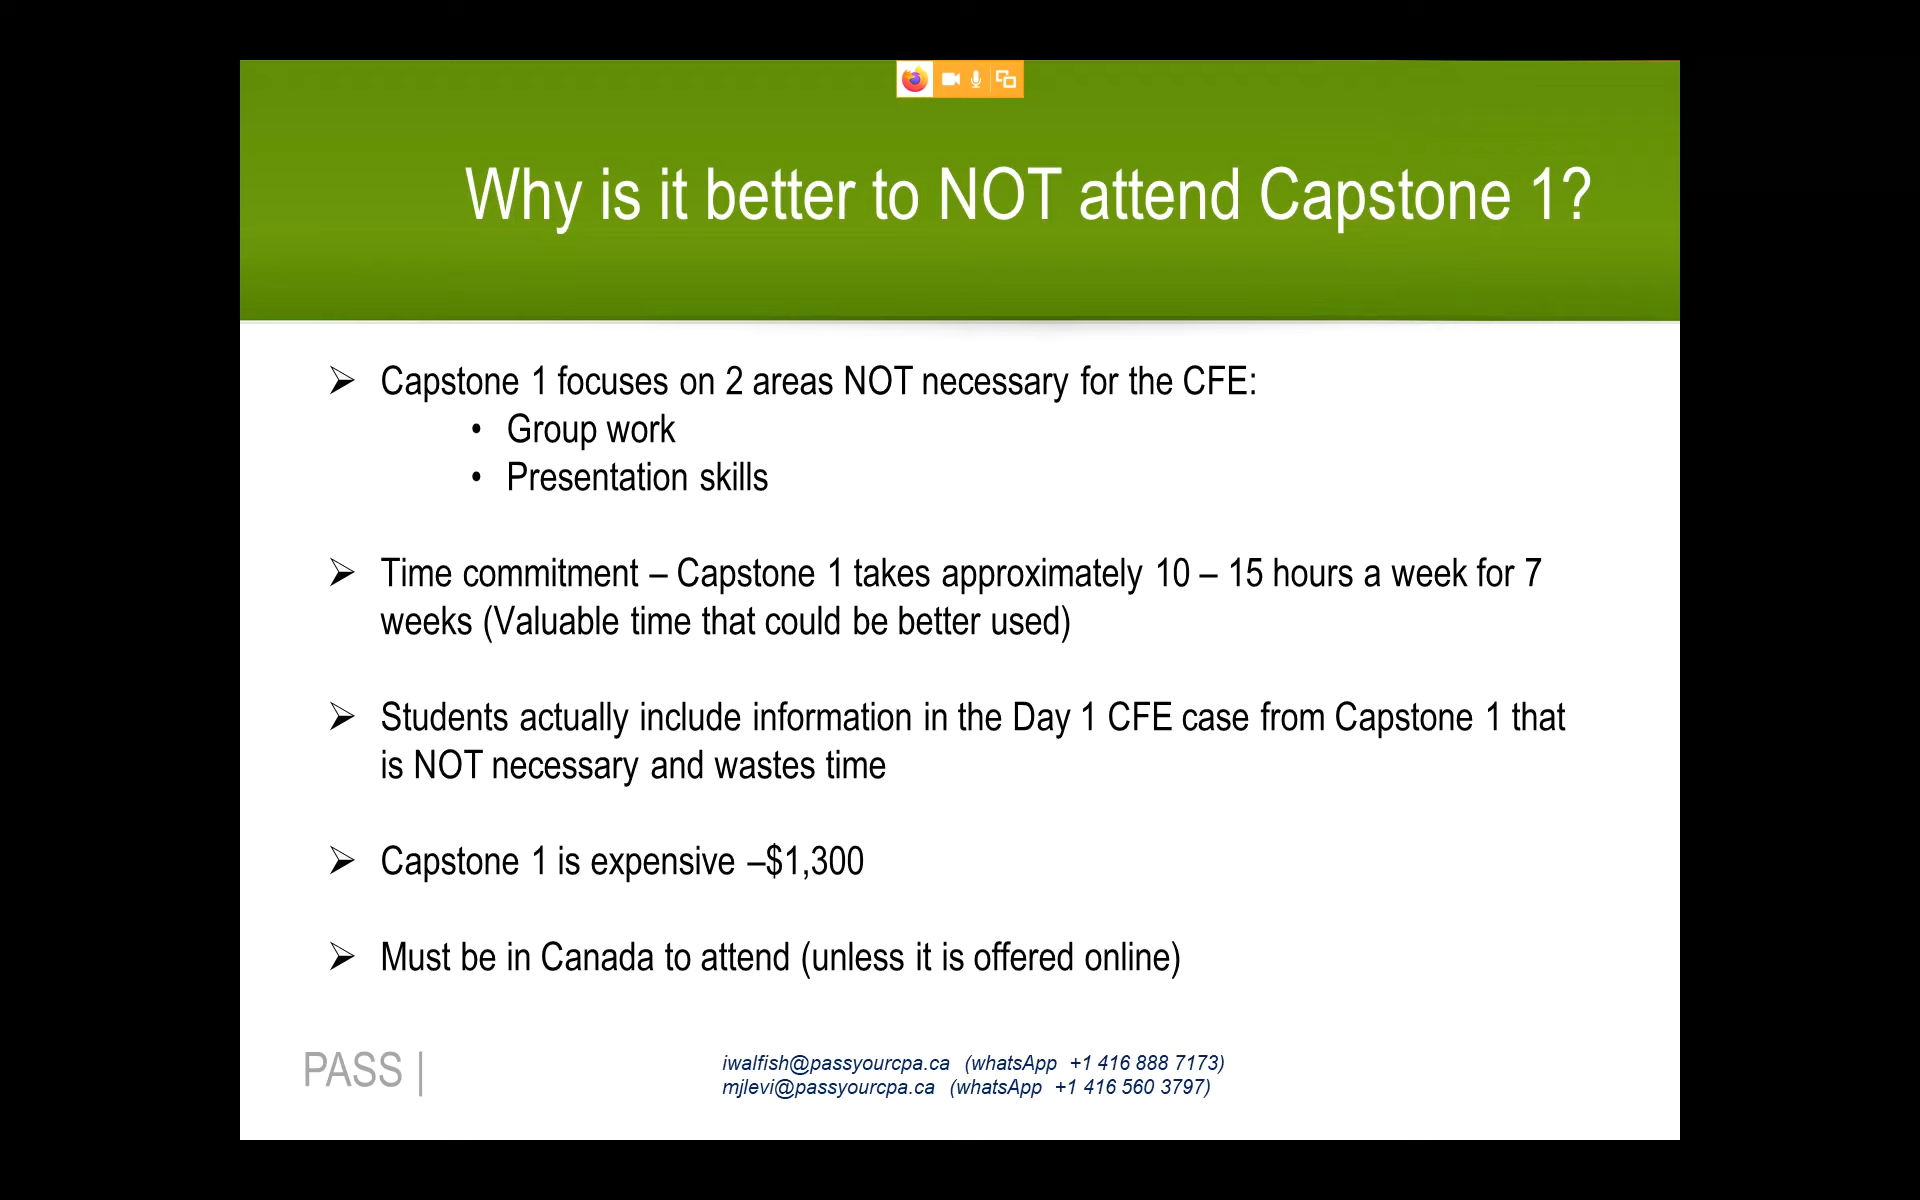 Why is it better to NOT attend Capstone 1?
➢ Capstone 1 focuses on 2 areas NOT necessary for the CFE:
• Group work
• Presentation skills
➢ Time commitment – Capstone 1 takes approximately 10 – 15 hours a week for 7
weeks (Valuable time that could be better used)
➢ Students actually include information in the Day 1 CFE case from Capstone 1 that
is NOT necessary and wastes time
➢ Capstone 1 is expensive –$1,300
➢ Must be in Canada to attend (unless it is offered online)
PASS |
iwalfish@passyourcpa.ca (whatsApp +1 416 888 7173)
mjlevi@passyourcpa.ca (whatsApp +1 416 560 3797)